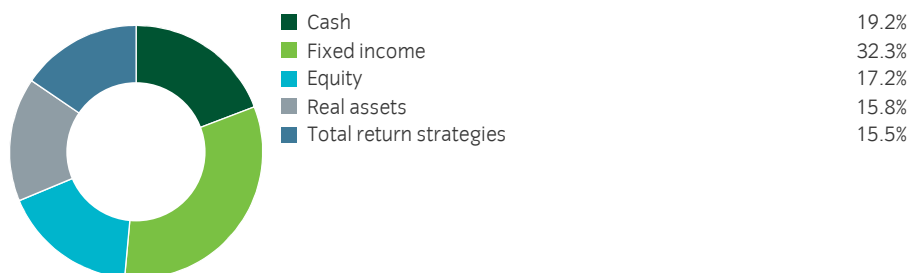 Cash 19.2%
Fixed income 32.3%
Equity 17.2%
Real assets 15.8%
Total return strategies 15.5%